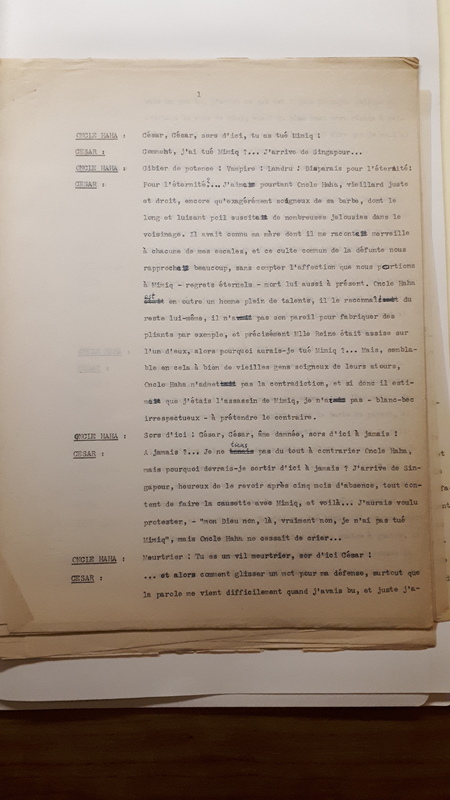 1
ONCLE HAHA : César, César, sors d'ici, tu as tué Mimiq !
CESAR : Comment, j'ai tué Mimiq ?... J'arrive de Singapour...
ONCLE HAHA : Gibier de potence ! Vampire ! Landru ! Disparais pour l'éternité!
CESAR : Pour l'éternité!... J'aimais pourtant Oncle Haha, vieillard juste
et droit, encore qu'exagérément soigneux de sa barbe, dont le
long et luisant poil suscitait de nombreuses jalousies dans le
voisinage. Il avait connu ma mère dont il me racontait merveille
à chacune de mes escales, et ce culte commun de la défunte nous
rapprochait beaucoup, sans compter l'affection que nous portions
à Mimiq - regrets éternels - mort lui aussi à présent. Oncle Haha
est
était en outre un homme plein de talents, il le reconnaissait du
reste lui-même, il n'avait pas son pareil pour fabriquer des
pliants par exemple, et précisément Mlle Reine était assise sur
l'un d'eux, alors pourquoi aurais-je tué Mimiq ?... Mais, sembla-
ble en cela à bien de vieilles gens soigneux de leurs atours,
Oncle Haha n'admettait pas la contradiction, et si donc il esti-
mait que j'étais l'assassin de Mimiq, je n'avais pas - blanc-bec
irrespectueux - à prétendre le contraire.
ONCLE HAHA : Sors d'ici ! César, César, âme damnée, sors d'ici à jamais !
CESAR : A jamais ?... Je ne tenais pas du tout à contrarier Oncle Haha,
mais pourquoi devrais-je sortir d'ici à jamais ? J'arrive de Sin-
gapour, heureux de le revoir après cinq mois d'absence, tout con-
tent de faire la causette avec Mimiq, et voilà... J'aurais voulu
protester, - "mon Dieu non, là, vraiment non, je n'ai pas tué
Mimiq", mais Oncle Haha ne cessait de crier...
ONCLE HAHA : Meurtrier ! Tu es un vil meurtrier, sor d'ici César !
CESAR : ... et alors comment glisser un mot pour ma défense, surtout que
la parole me vient difficilement quand j'avais bu, et juste j'a-